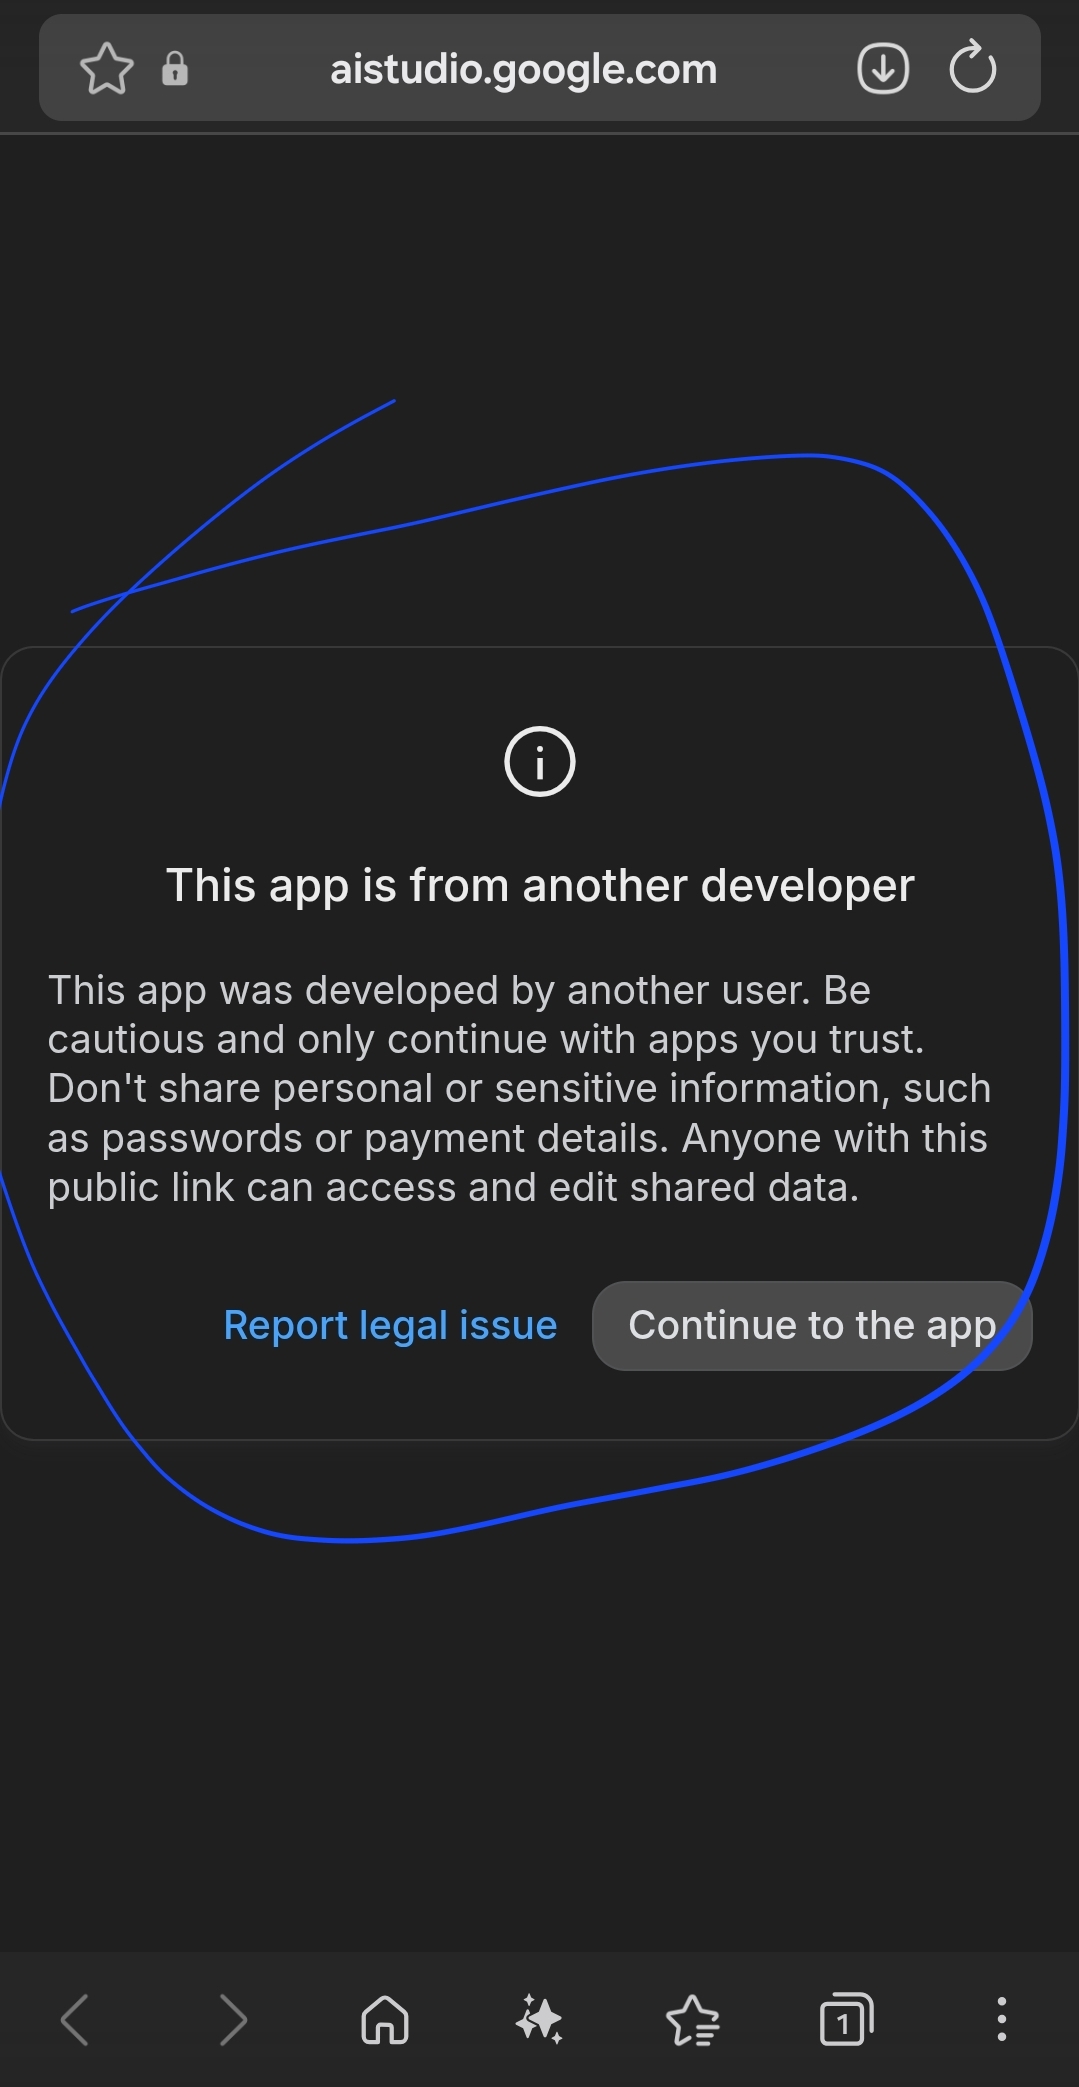 aistudio.google.com
This app is from another developer
This app was developed by another user. Be
cautious and only continue with apps you trust.
Don't share personal or sensitive information, such
as passwords or payment details. Anyone with this
public link can access and edit shared data.
Report legal issue Continue to the app
1